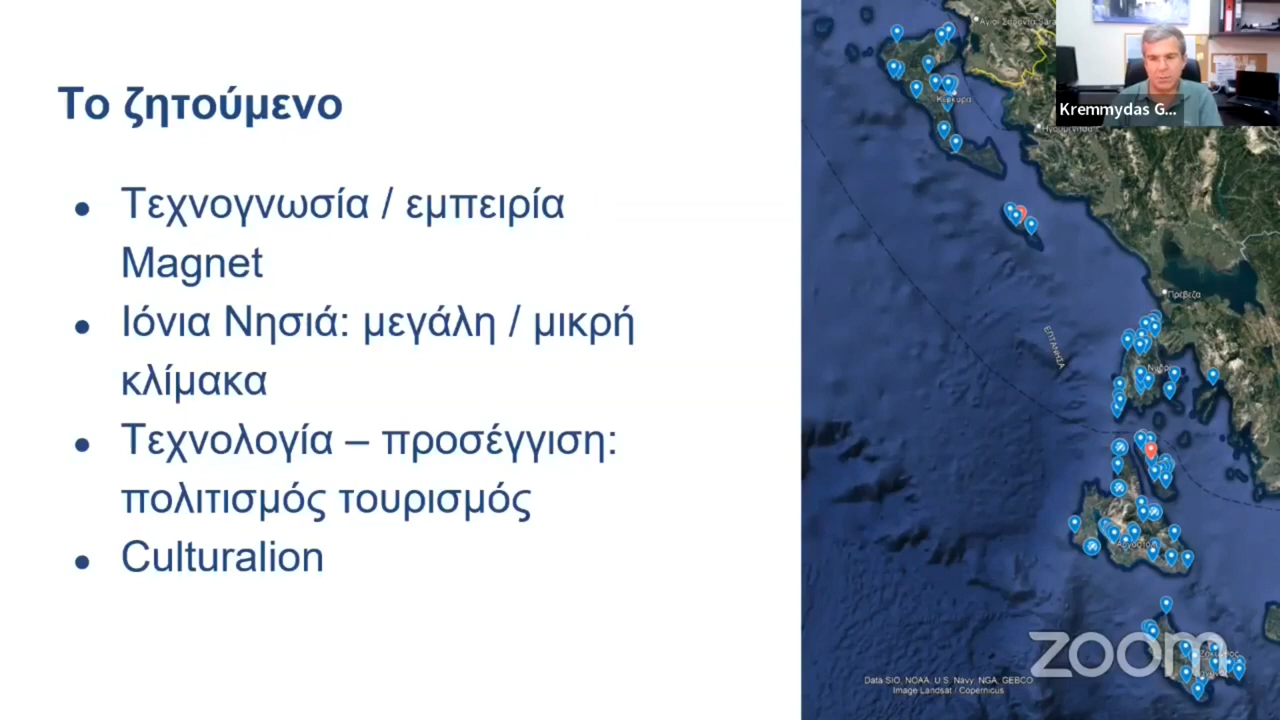 Το ζητούμενο
● Τεχνογνωσία / εμπειρία
Magnet
● Ιόνια Νησιά: μεγάλη / μικρή
κλίμακα
● Τεχνολογία – προσέγγιση:
πολιτισμός τουρισμός
● Culturalion
Kremmydas G...
Κέρκυρα
Ηγουμενίτσα
Πρέβεζα
ΕΠΤΑΝΗΣΑ
Data SIO, NOAA, U.S. Navy, NGA, GEBCO
Image Landsat / Copernicus
zoom